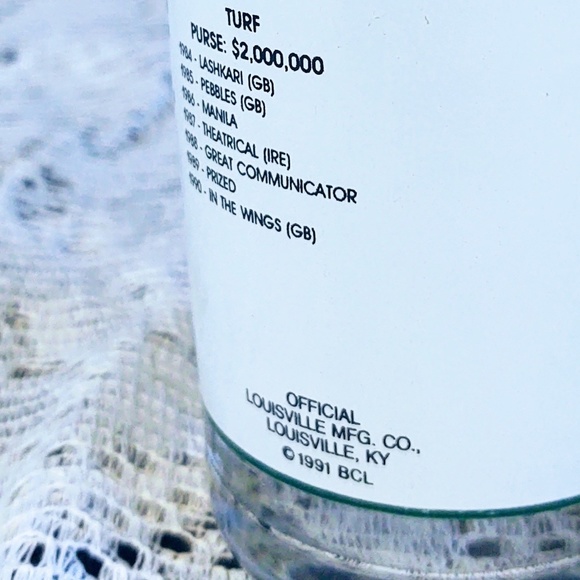 TURF
PURSE: $2,000,000
1984 - LASHKARI (GB)
1985 - PEBBLES (GB)
1986 - MANILA
1987 - THEATRICAL (IRE)
1988 - GREAT COMMUNICATOR
1989 - PRIZED
1990 - IN THE WINGS (GB)
OFFICIAL
LOUISVILLE MFG. CO.,
LOUISVILLE, KY
© 1991 BCL